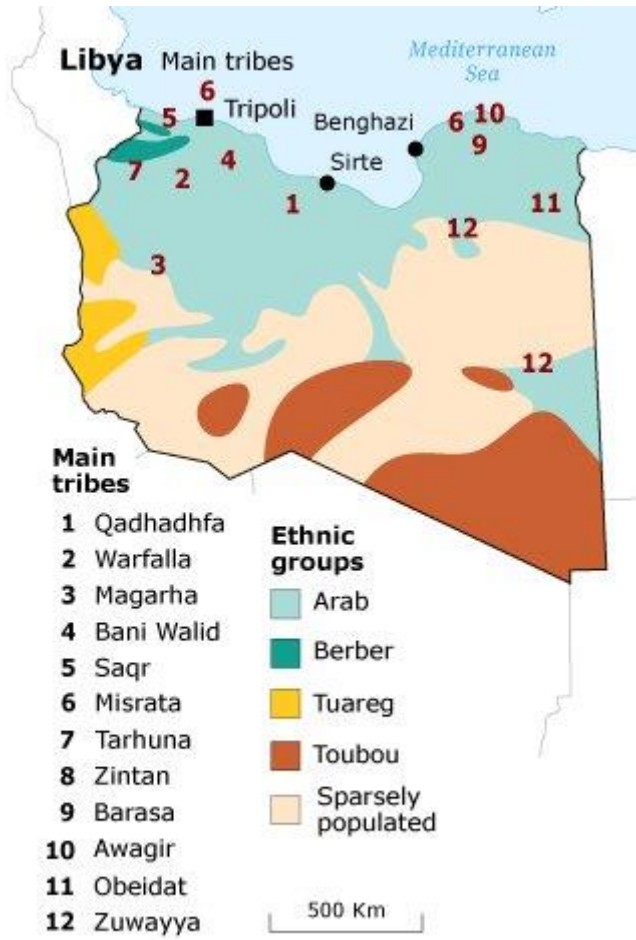 Libya Main tribes
Mediterranean
Sea
6
Tripoli
5
Benghazi
6
10
9
Sirte
4
7
2
1
11
12
3
12
Main
tribes
1 Qadhadhfa
2 Warfalla
3 Magarha
4 Bani Walid
5 Saqr
6 Misrata
7 Tarhuna
8 Zintan
9 Barasa
10 Awagir
11 Obeidat
12 Zuwayya
Ethnic
groups
Arab
Berber
Tuareg
Toubou
Sparsely
populated
500 Km